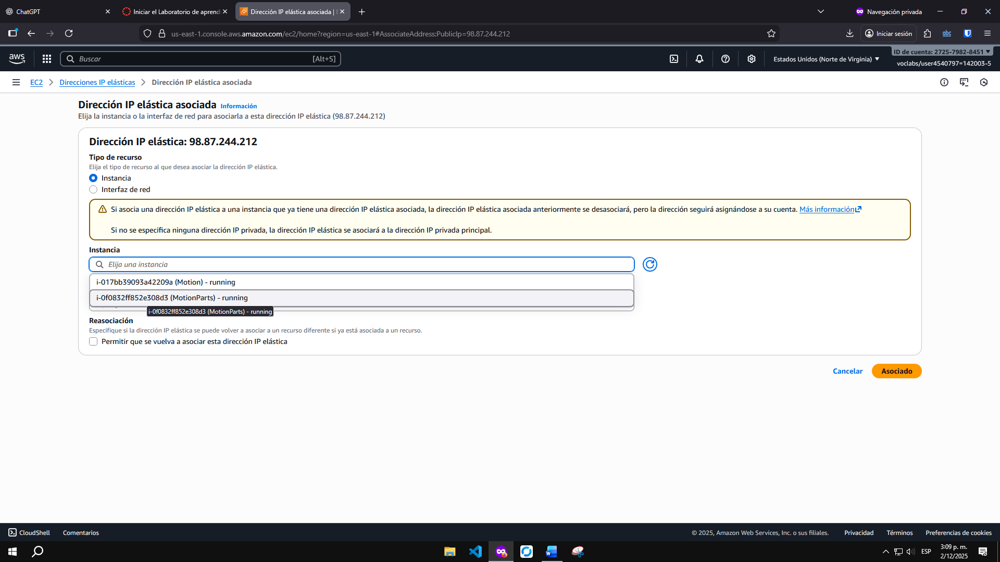 ChatGPT
Iniciar el Laboratorio de aprend
Dirección IP elástica asociada | E
Navegación privada
us-east-1.console.aws.amazon.com/ec2/home?region=us-east-1#AssociateAddress:PublicIp=98.87.244.212
Iniciar sesión
abc
aws
Buscar
[Alt+S]
Estados Unidos (Norte de Virginia)
ID de cuenta: 2725-7982-8451
voclabs/user4540797=142003-5
EC2
Direcciones IP elásticas
Dirección IP elástica asociada
Dirección IP elástica asociada Información
Elija la instancia o la interfaz de red para asociarla a esta dirección IP elástica (98.87.244.212)
Dirección IP elástica: 98.87.244.212
Tipo de recurso
Elija el tipo de recurso al que desea asociar la dirección IP elástica.
Instancia
Interfaz de red
Si asocia una dirección IP elástica a una instancia que ya tiene una dirección IP elástica asociada, la dirección IP elástica asociada anteriormente se desasociará, pero la dirección seguirá asignándose a su cuenta. Más información
Si no se especifica ninguna dirección IP privada, la dirección IP elástica se asociará a la dirección IP privada principal.
Instancia
Elija una instancia
i-017bb39093a42209a (Motion) - running
i-0f0832ff852e308d3 (MotionParts) - running
i-0f0832ff852e308d3 (MotionParts) - running
Reasociación
Especifique si la dirección IP elástica se puede volver a asociar a un recurso diferente si ya está asociada a un recurso.
Permitir que se vuelva a asociar esta dirección IP elástica
Cancelar
Asociado
CloudShell
Comentarios
© 2025, Amazon Web Services, Inc. o sus filiales.
Privacidad
Términos
Preferencias de cookies
ESP
3:09 p. m.
2/12/2025